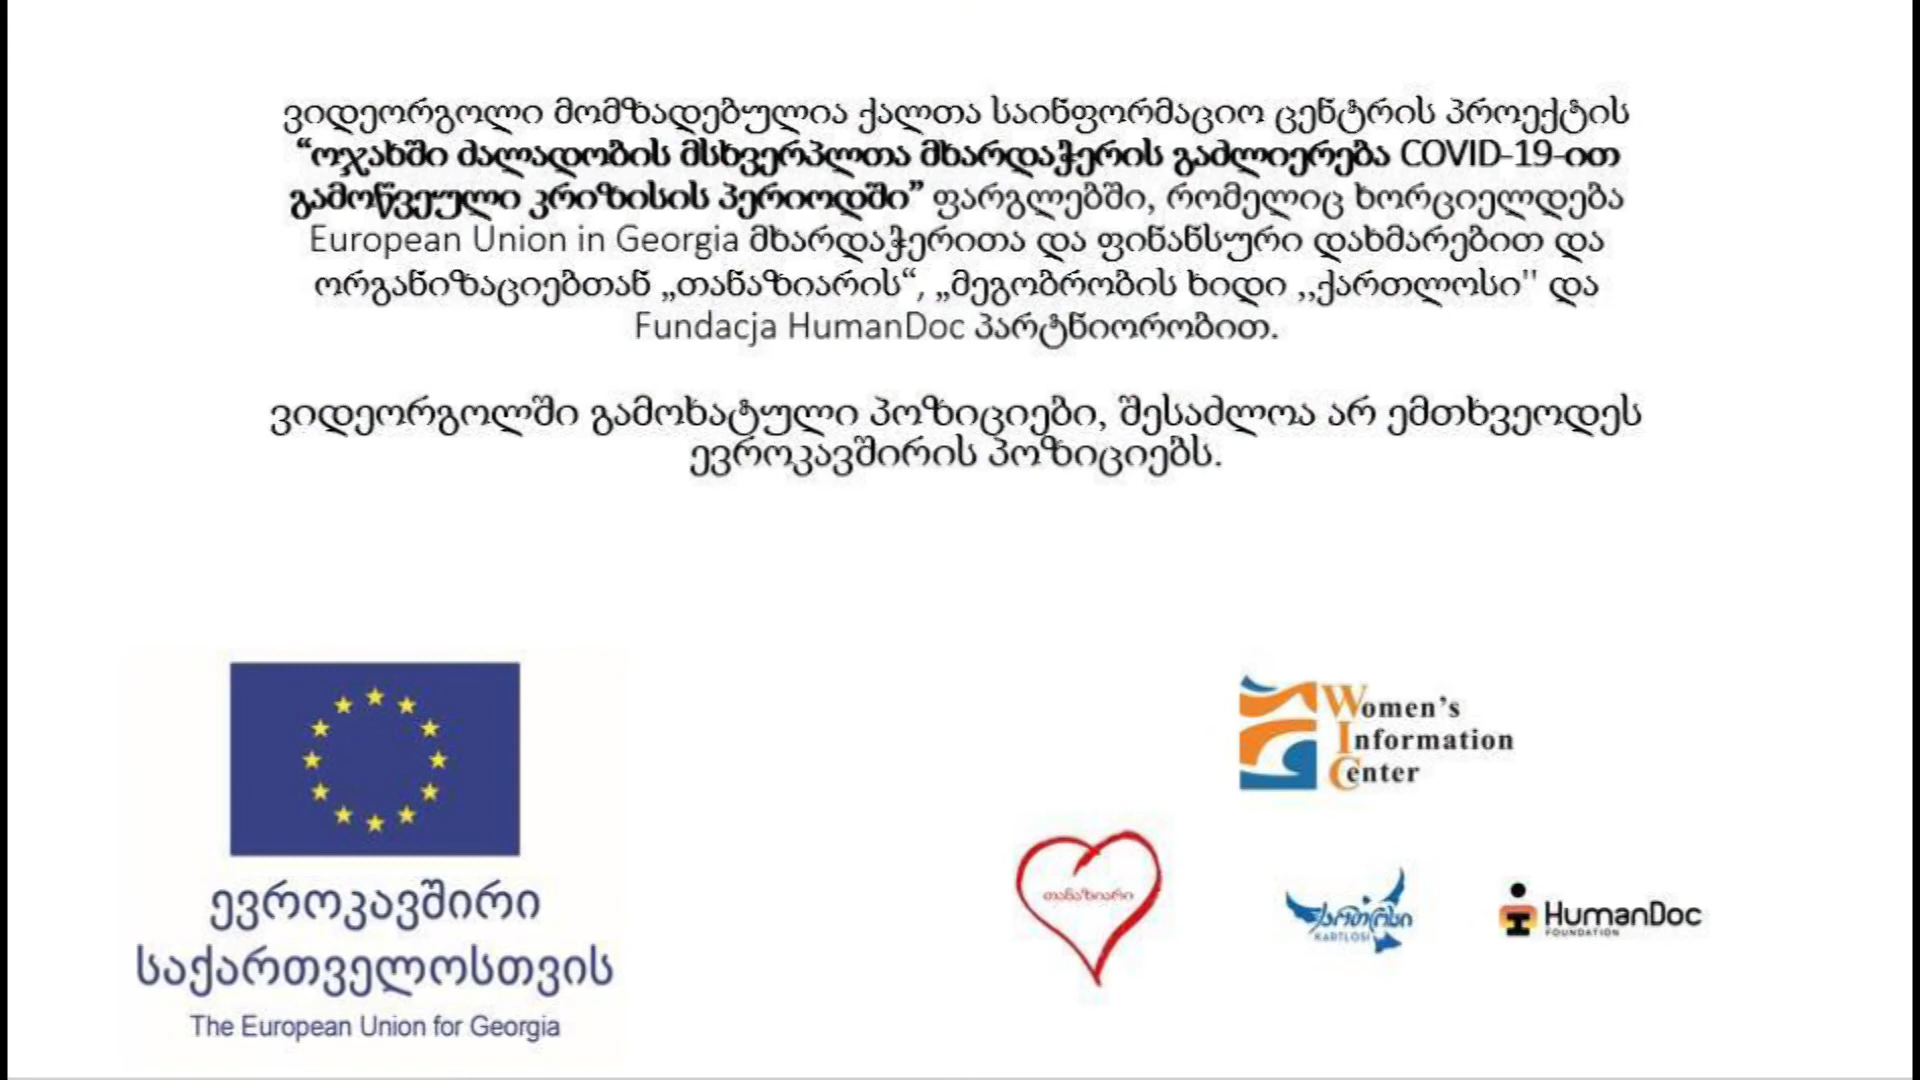 ვიდეორგოლი მომზადებულია ქალთა საინფორმაციო ცენტრის პროექტის
“ოჯახში ძალადობის მსხვერპლთა მხარდაჭერის გაძლიერება COVID-19-ით
გამოწვეული კრიზისის პერიოდში” ფარგლებში, რომელიც ხორციელდება
European Union in Georgia მხარდაჭერითა და ფინანსური დახმარებით და
ორგანიზაციებთან „თანაზიარის“, „მეგობრობის ხიდი ,,ქართლოსი'' და
Fundacja HumanDoc პარტნიორობით.
ვიდეორგოლში გამოხატული პოზიციები, შესაძლოა არ ემთხვეოდეს
ევროკავშირის პოზიციებს.
ევროკავშირი
საქართველოსთვის
The European Union for Georgia
Women's
Information
Center
თანაზიარი
ქართლოსი
KARTLOSI
HumanDoc
FOUNDATION